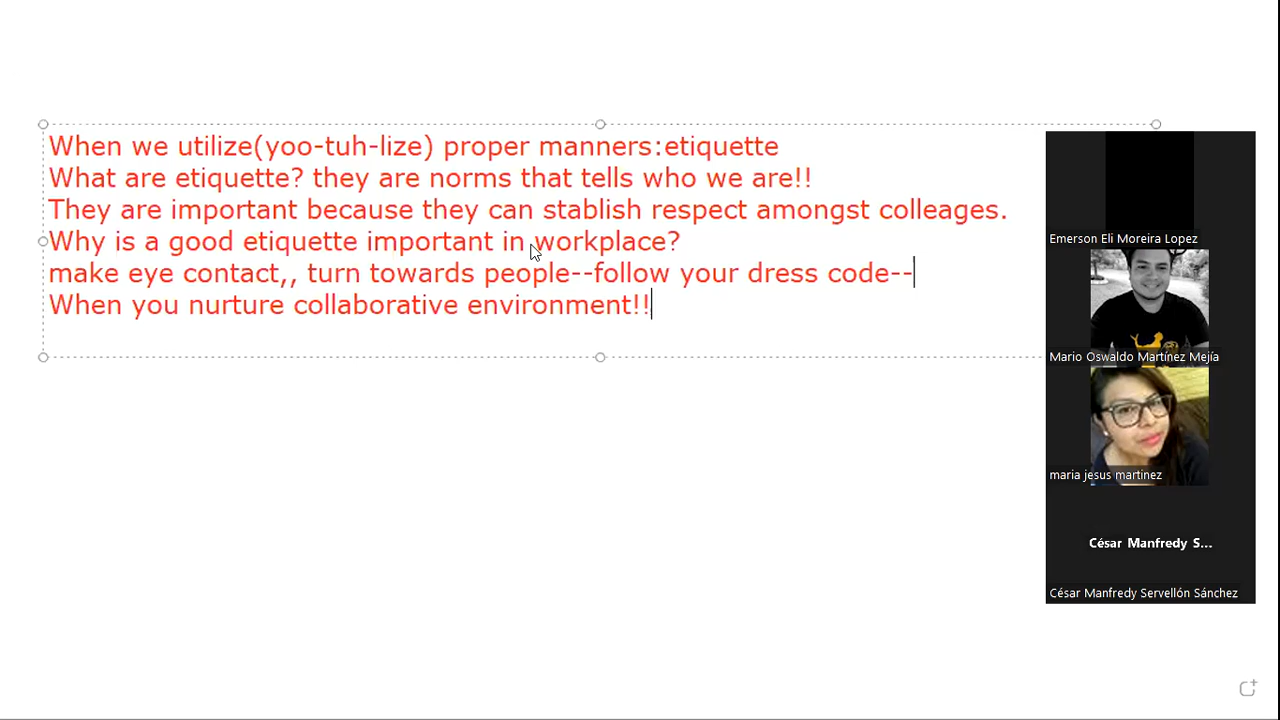 When we utilize(yoo-tuh-lize) proper manners:etiquette
What are etiquette? they are norms that tells who we are!!
They are important because they can stablish respect amongst colleages.
Why is a good etiquette important in workplace?
make eye contact,, turn towards people--follow your dress code--
When you nurture collaborative environment!!
Emerson Eli Moreira Lopez
Mario Oswaldo Martínez Mejía
maria jesus martinez
César Manfredy S...
César Manfredy Servellón Sánchez